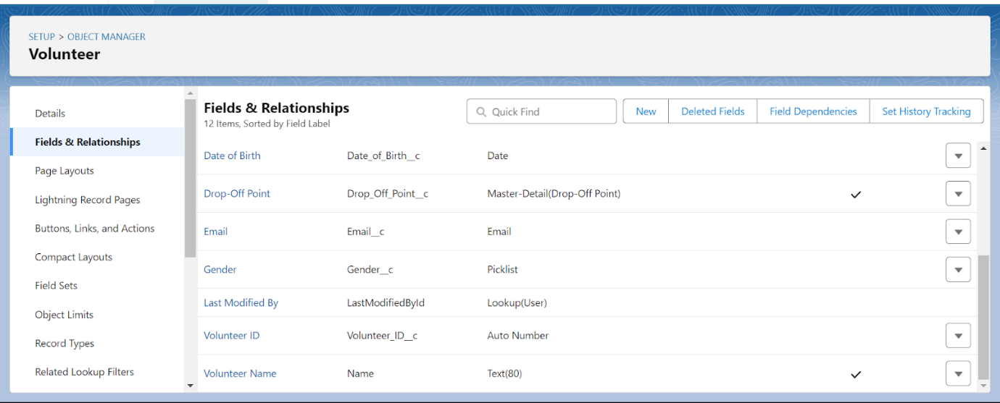 SETUP > OBJECT MANAGER
Volunteer
Details
Fields & Relationships
Page Layouts
Lightning Record Pages
Buttons, Links, and Actions
Compact Layouts
Field Sets
Object Limits
Record Types
Related Lookup Filters
Fields & Relationships
12 Items, Sorted by Field Label
Quick Find
New
Deleted Fields
Field Dependencies
Set History Tracking
Date of Birth Date_of_Birth__c Date
Drop-Off Point Drop_Off_Point__c Master-Detail(Drop-Off Point)
Email Email__c Email
Gender Gender__c Picklist
Last Modified By LastModifiedById Lookup(User)
Volunteer ID Volunteer_ID__c Auto Number
Volunteer Name Name Text(80)